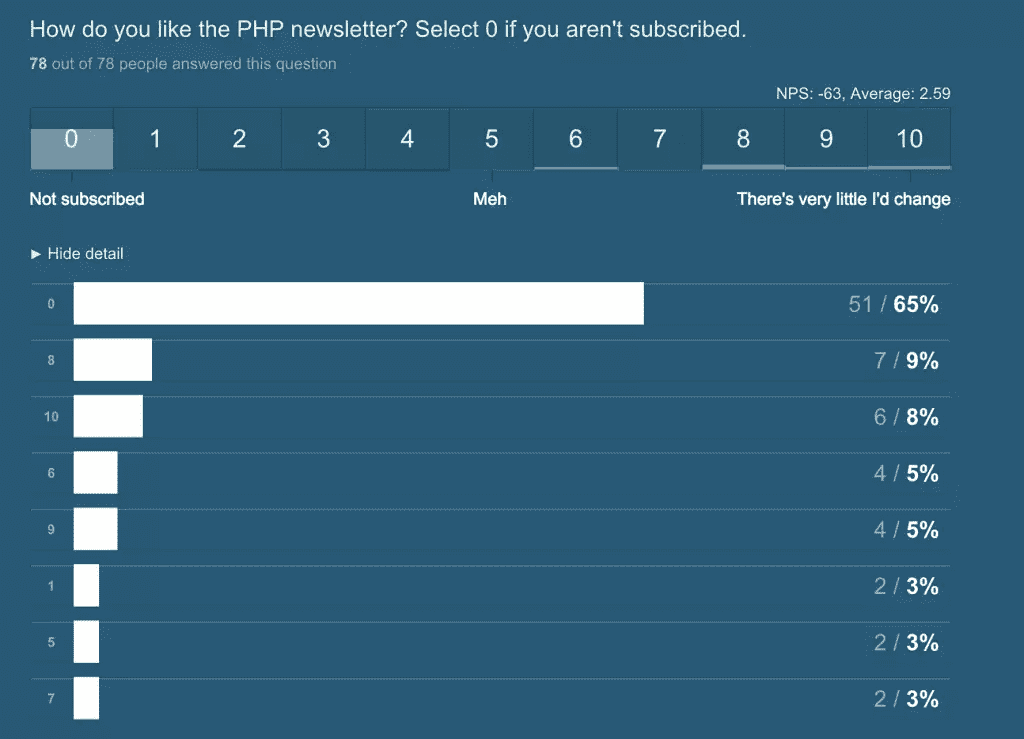 How do you like the PHP newsletter? Select 0 if you aren't subscribed.
78 out of 78 people answered this question
NPS: -63, Average: 2.59
0 1 2 3 4 5 6 7 8 9 10
Not subscribed Meh There's very little I'd change
► Hide detail
0 51 / 65%
8 7 / 9%
10 6 / 8%
6 4 / 5%
9 4 / 5%
1 2 / 3%
5 2 / 3%
7 2 / 3%